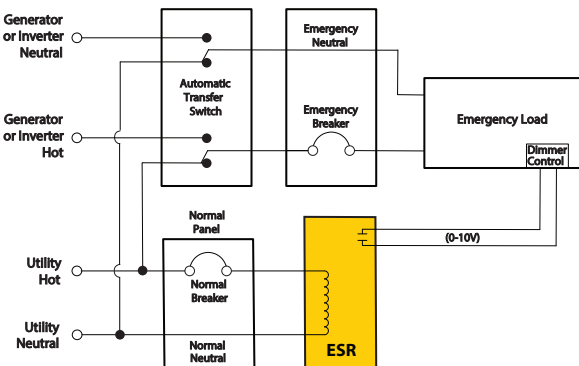 Generator
or Inverter
Neutral
Automatic
Transfer
Switch
Emergency
Neutral
Generator
or Inverter
Hot
Emergency
Breaker
Emergency Load
Dimmer
Control
(0-10V)
Normal
Panel
Utility
Hot
Normal
Breaker
Utility
Neutral
Normal
Neutral
ESR